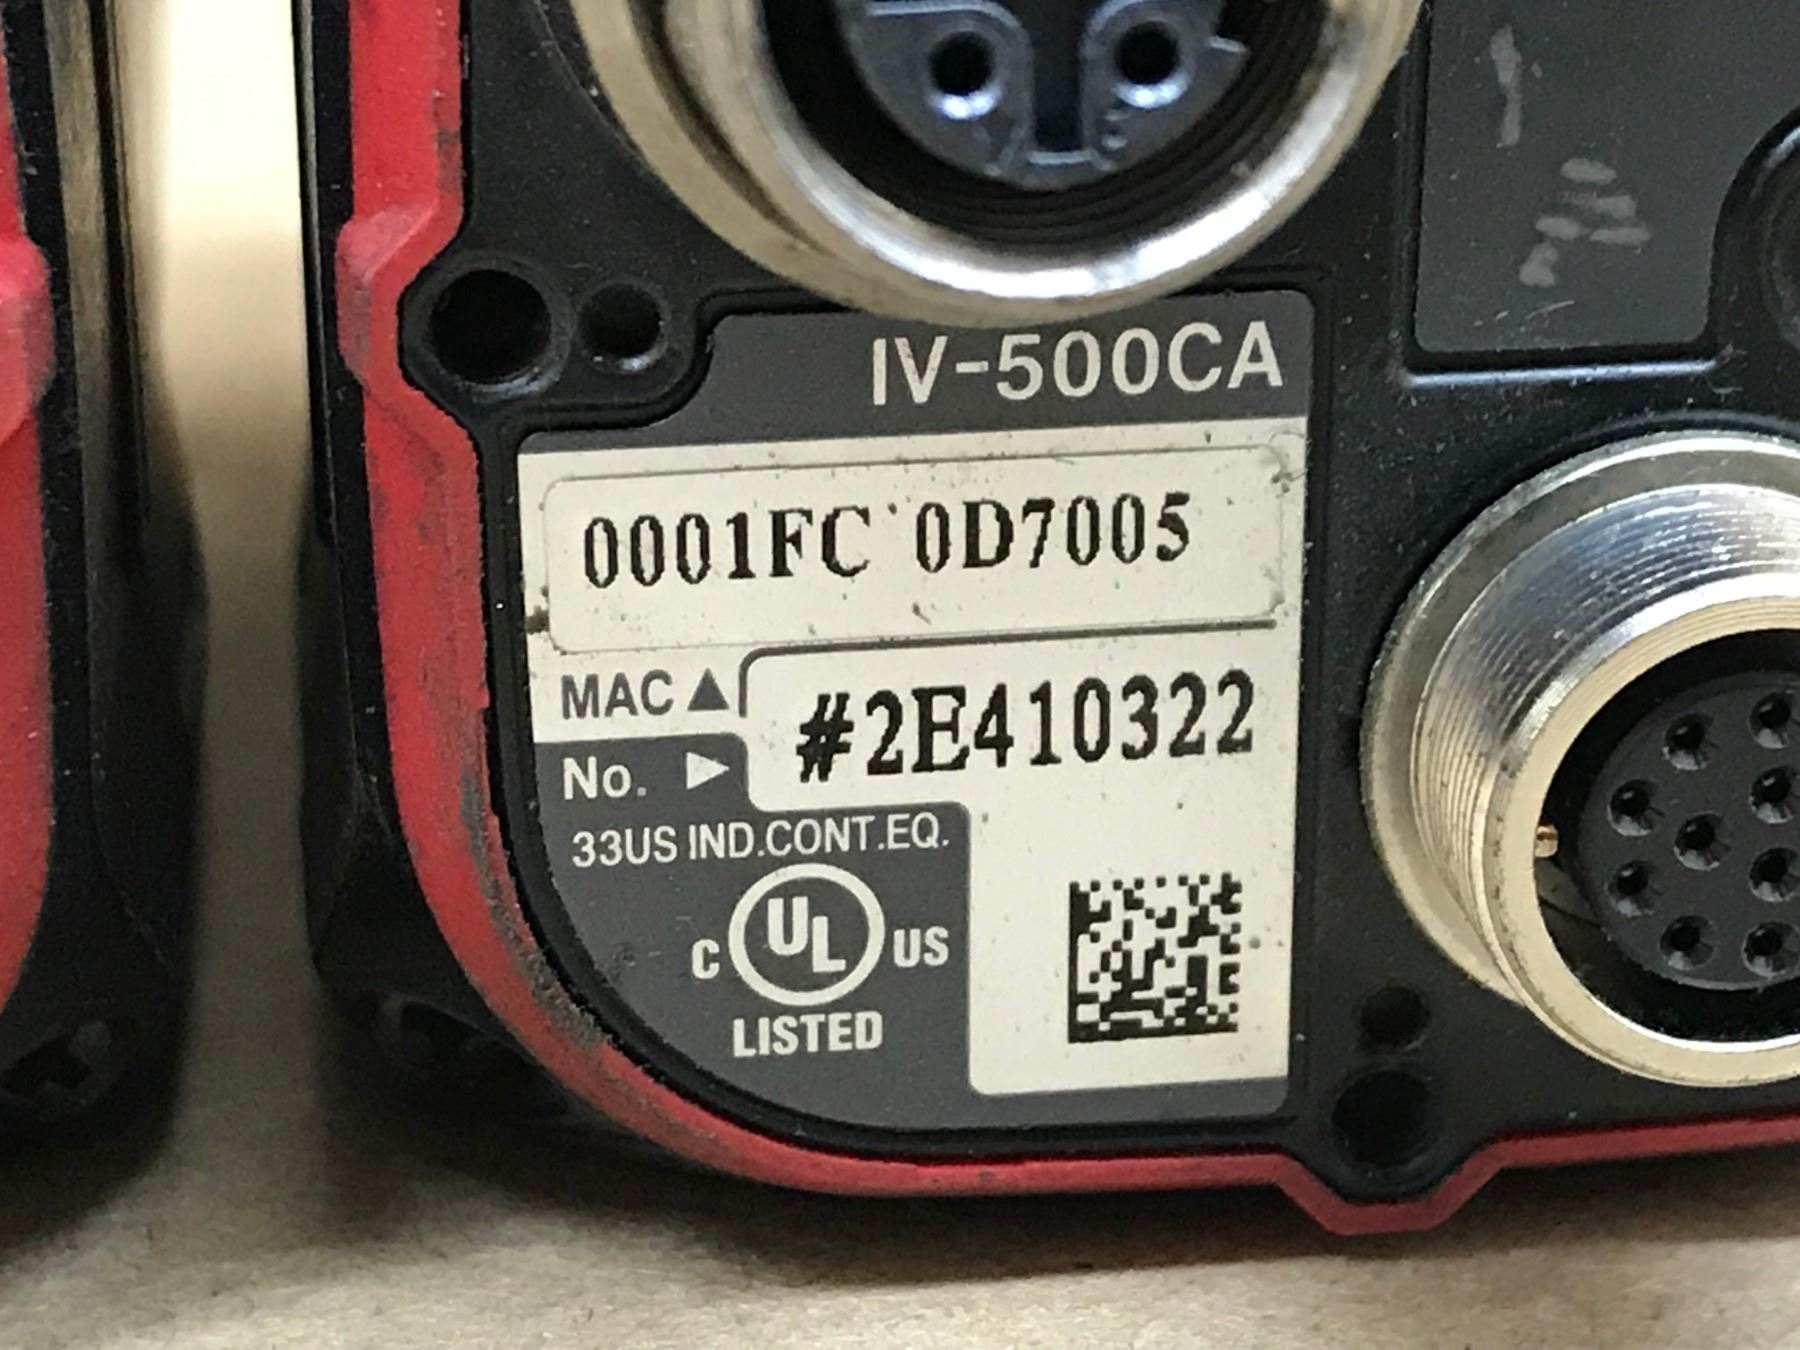 IV-500CA
0001FC 0D7005
MAC ▲
#2E410322
No. ▶
33US IND.CONT.EQ.
C UL US
LISTED